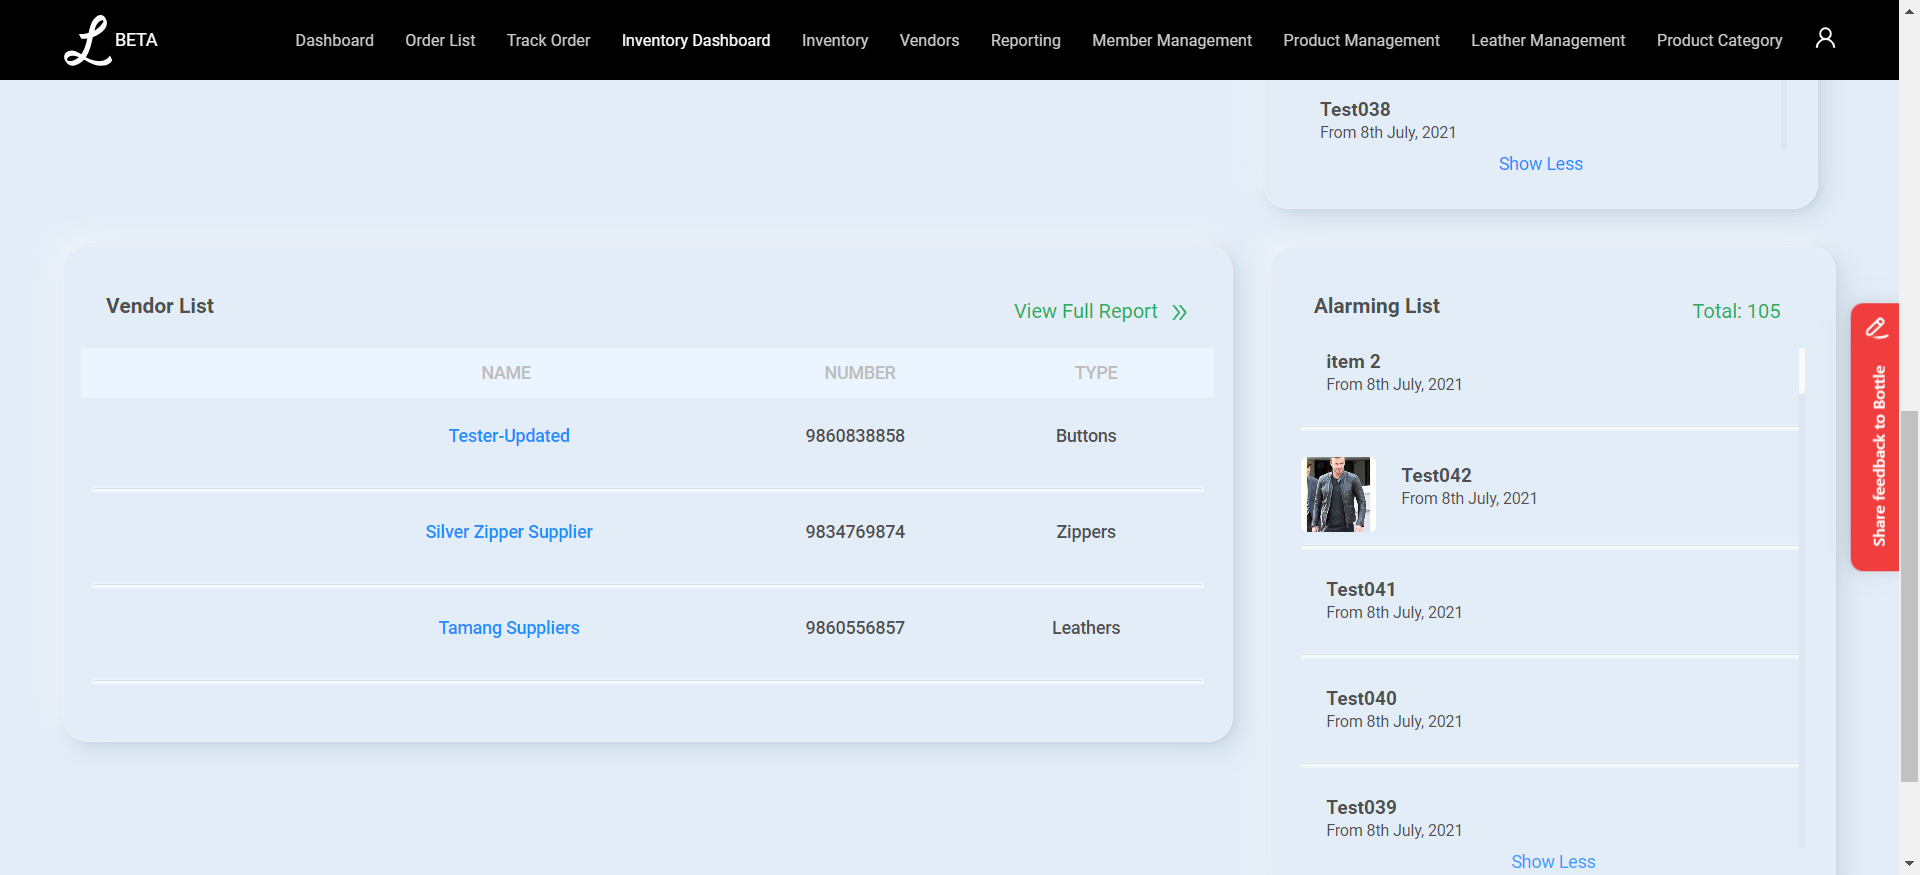 L BETA Dashboard Order List Track Order Inventory Dashboard Inventory Vendors Reporting Member Management Product Management Leather Management Product Category
Test038
From 8th July, 2021
Show Less
Vendor List View Full Report »
NAME NUMBER TYPE
Tester-Updated 9860838858 Buttons
Silver Zipper Supplier 9834769874 Zippers
Tamang Suppliers 9860556857 Leathers
Alarming List Total: 105
item 2
From 8th July, 2021
Test042
From 8th July, 2021
Test041
From 8th July, 2021
Test040
From 8th July, 2021
Test039
From 8th July, 2021
Show Less
Share feedback to Bottle